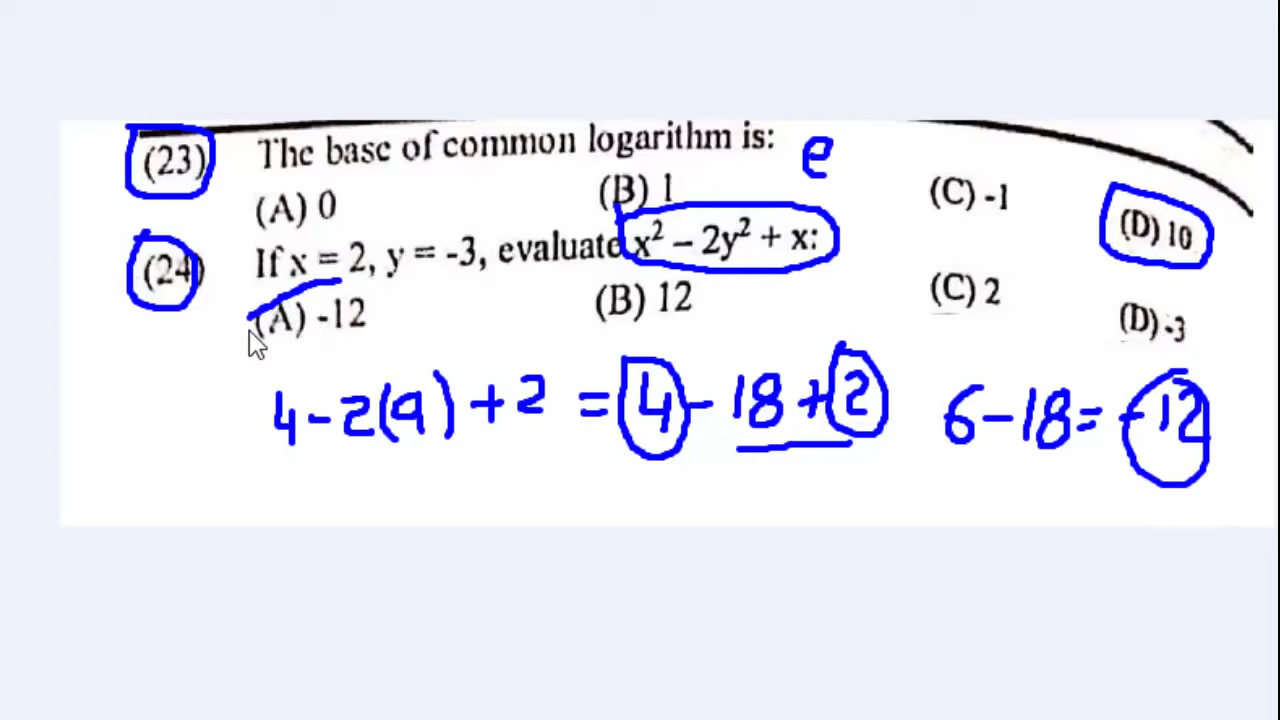 (23) The base of common logarithm is: e
(A) 0 (B) 1 (C) -1 (D) 10
(24) If x = 2, y = -3, evaluate x² − 2y² + x:
(A) -12 (B) 12 (C) 2 (D) -3
4 - 2(9) + 2 = 4 - 18 + 2 6 - 18 = -12